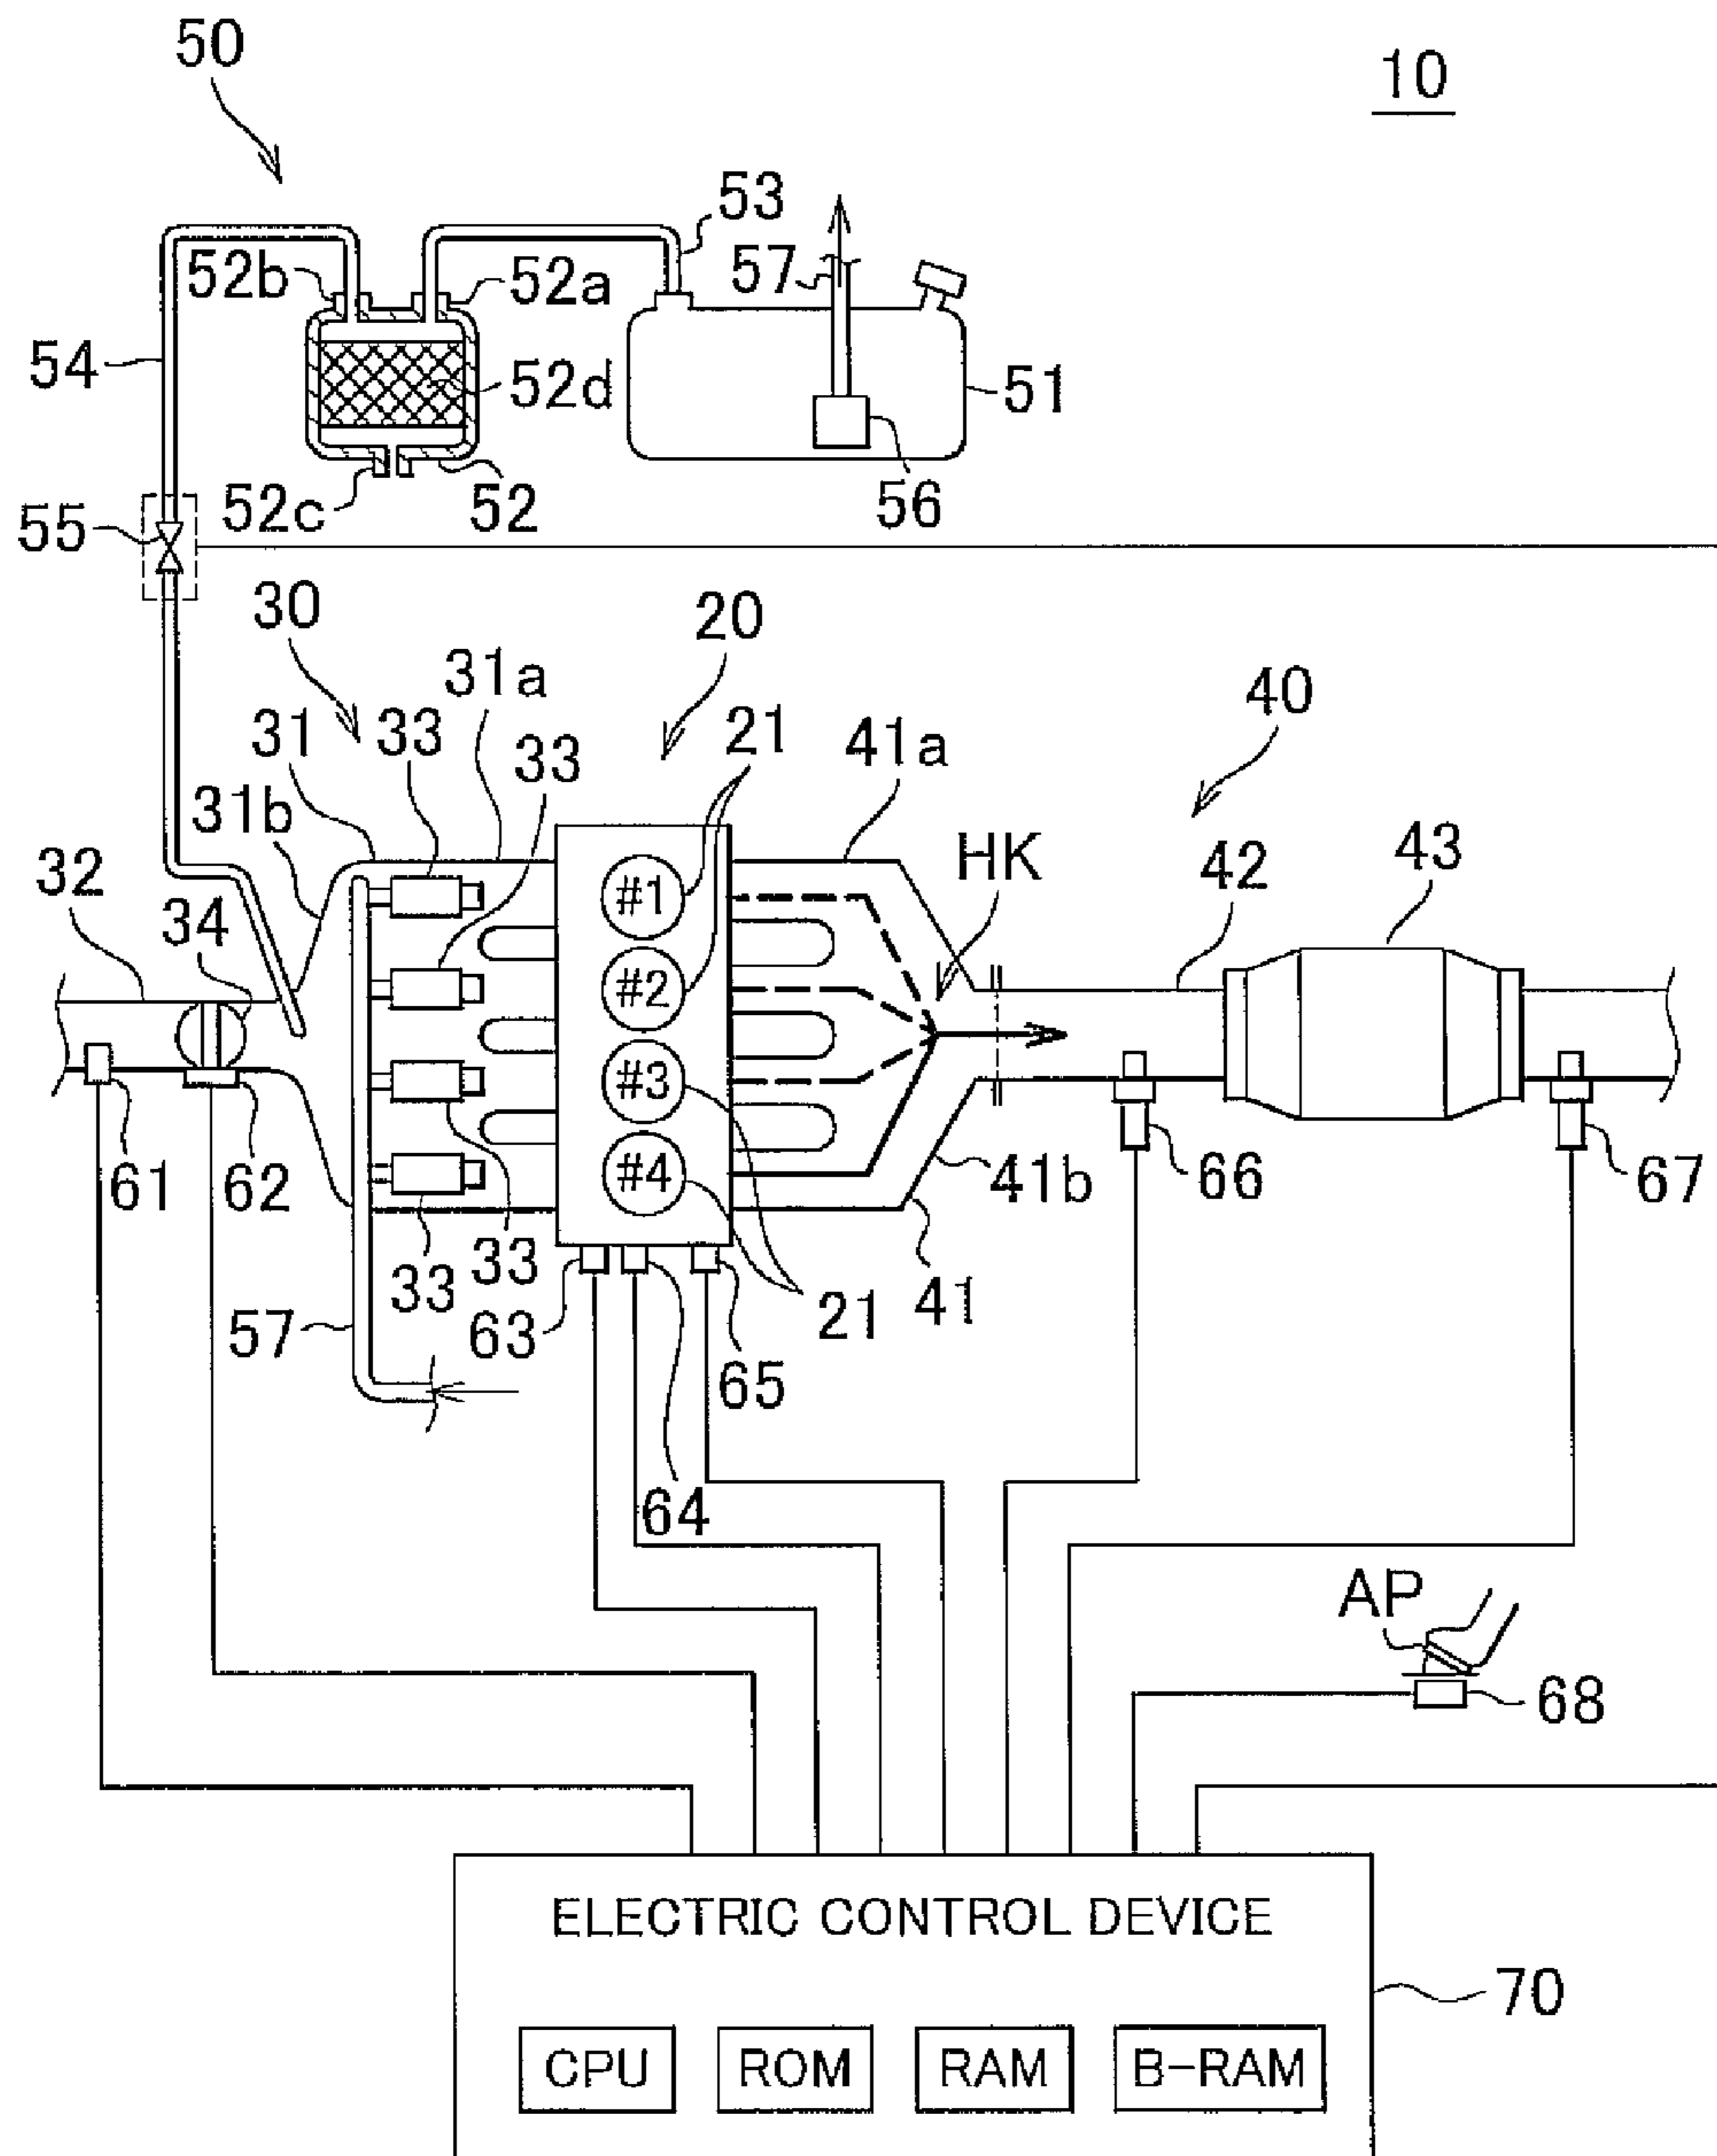 50
10
53
57
52b
52a
54
52d
51
52c
52
56
55
30
20
31a
40
31
33
33
21
41a
31b
HK
43
32
42
34
#1
#2
#3
#4
61
62
41b
66
67
33
33
57
63
21
41
65
64
AP
68
ELECTRIC CONTROL DEVICE
70
CPU
ROM
RAM
B-RAM